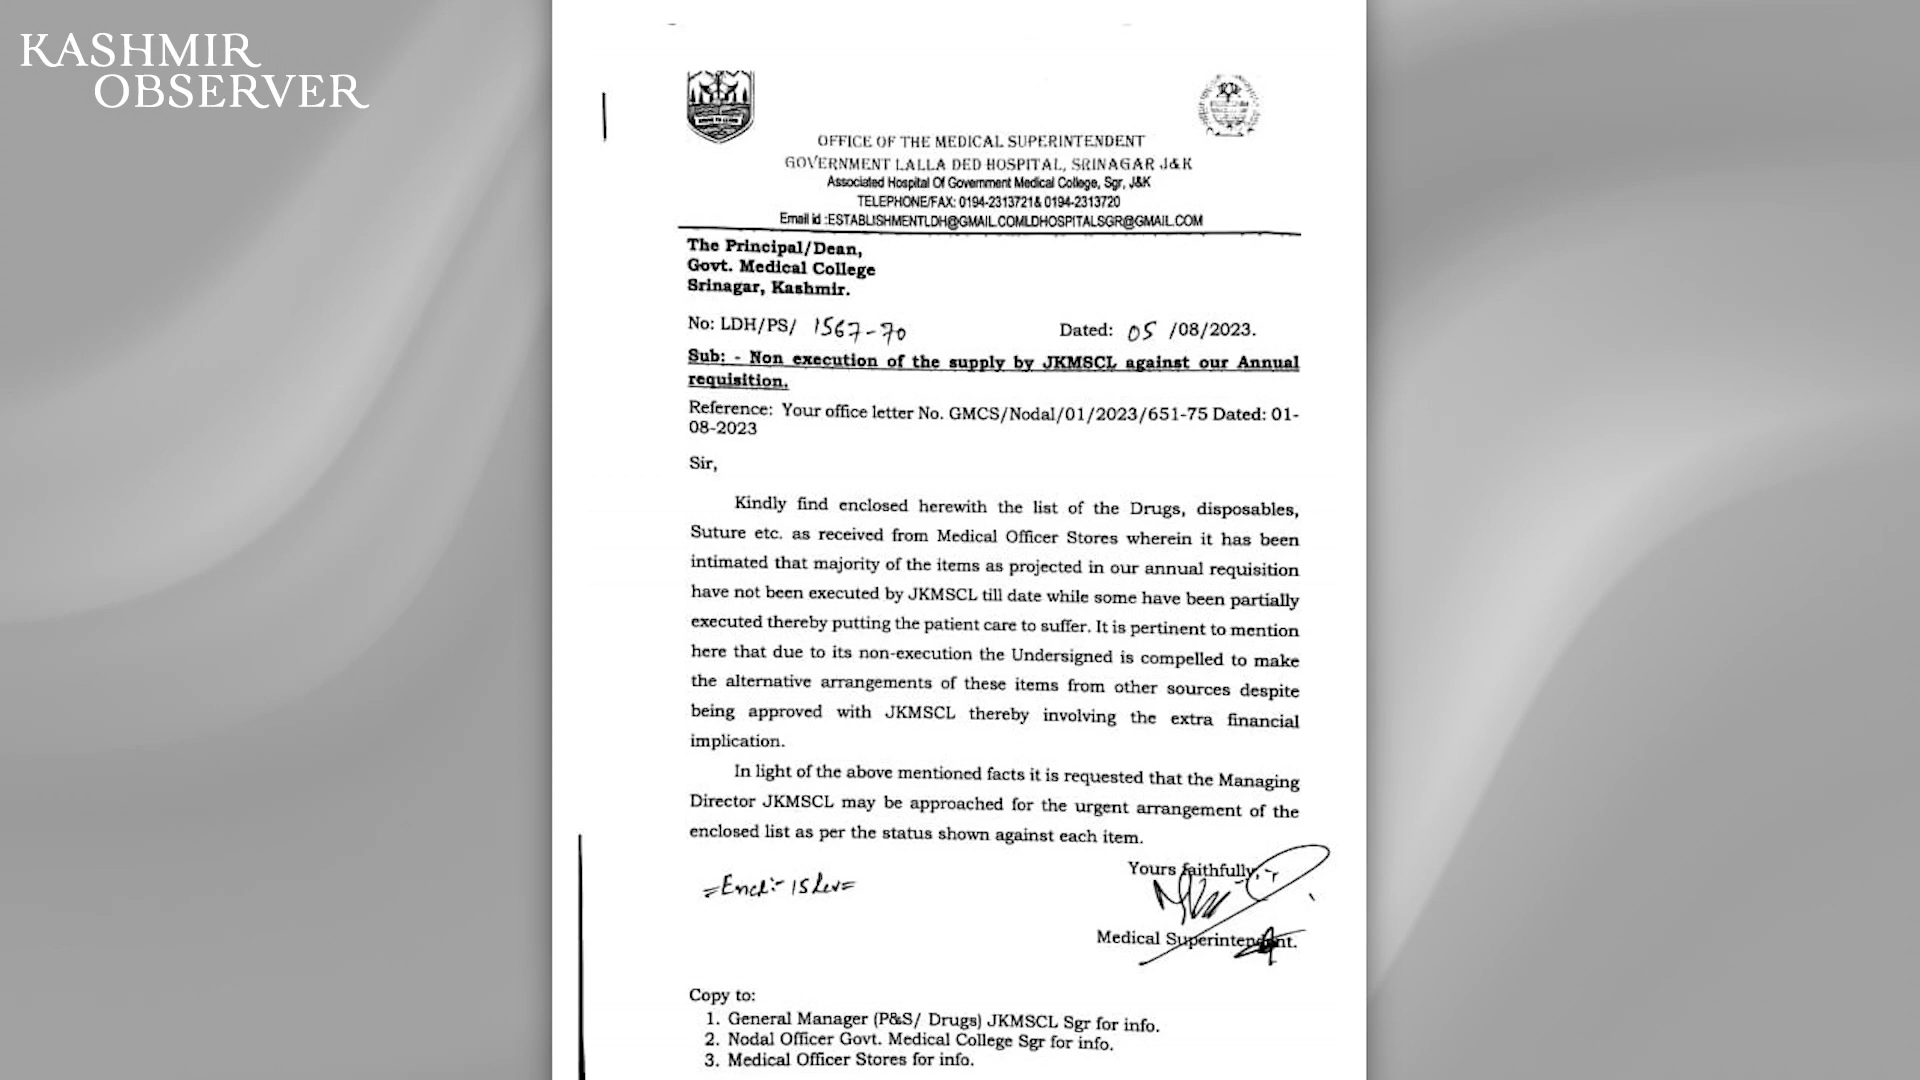 KASHMIR
OBSERVER
OFFICE OF THE MEDICAL SUPERINTENDENT
GOVERNMENT LALLA DED HOSPITAL, SRINAGAR J&K
Associated Hospital Of Government Medical College, Sgr, J&K
TELEPHONE/FAX: 0194-2313721& 0194-2313720
Email id :ESTABLISHMENTLDH@GMAIL.COMLDHOSPITALSGR@GMAIL.COM
The Principal/Dean,
Govt. Medical College
Srinagar, Kashmir.
No: LDH/PS/ 1567-70 Dated: 05 /08/2023.
Sub: - Non execution of the supply by JKMSCL against our Annual
requisition.
Reference: Your office letter No. GMCS/Nodal/01/2023/651-75 Dated: 01-
08-2023
Sir,
Kindly find enclosed herewith the list of the Drugs, disposables,
Suture etc. as received from Medical Officer Stores wherein it has been
intimated that majority of the items as projected in our annual requisition
have not been executed by JKMSCL till date while some have been partially
executed thereby putting the patient care to suffer. It is pertinent to mention
here that due to its non-execution the Undersigned is compelled to make
the alternative arrangements of these items from other sources despite
being approved with JKMSCL thereby involving the extra financial
implication.
In light of the above mentioned facts it is requested that the Managing
Director JKMSCL may be approached for the urgent arrangement of the
enclosed list as per the status shown against each item.
Yours faithfully,
=Encl:-
Medical Superintendent.
Copy to:
1. General Manager (P&S/ Drugs) JKMSCL Sgr for info.
2. Nodal Officer Govt. Medical College Sgr for info.
3. Medical Officer Stores for info.